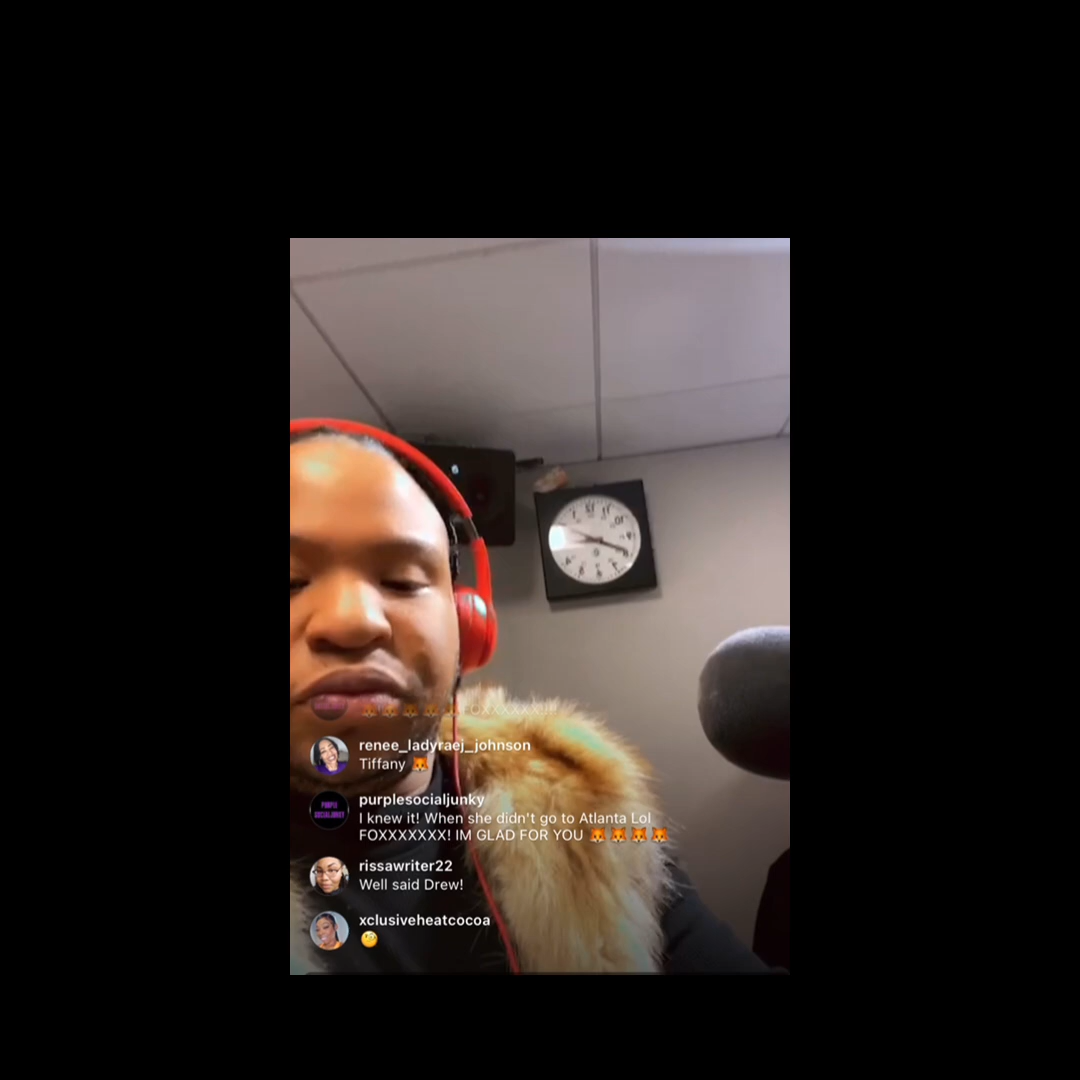 FOXXXXXX!!!
renee_ladyraej_johnson
Tiffany 🦊
purplesocialjunky
I knew it! When she didn't go to Atlanta Lol
FOXXXXXXX! IM GLAD FOR YOU 🦊🦊🦊🦊
rissawriter22
Well said Drew!
xclusiveheatcocoa
🧐